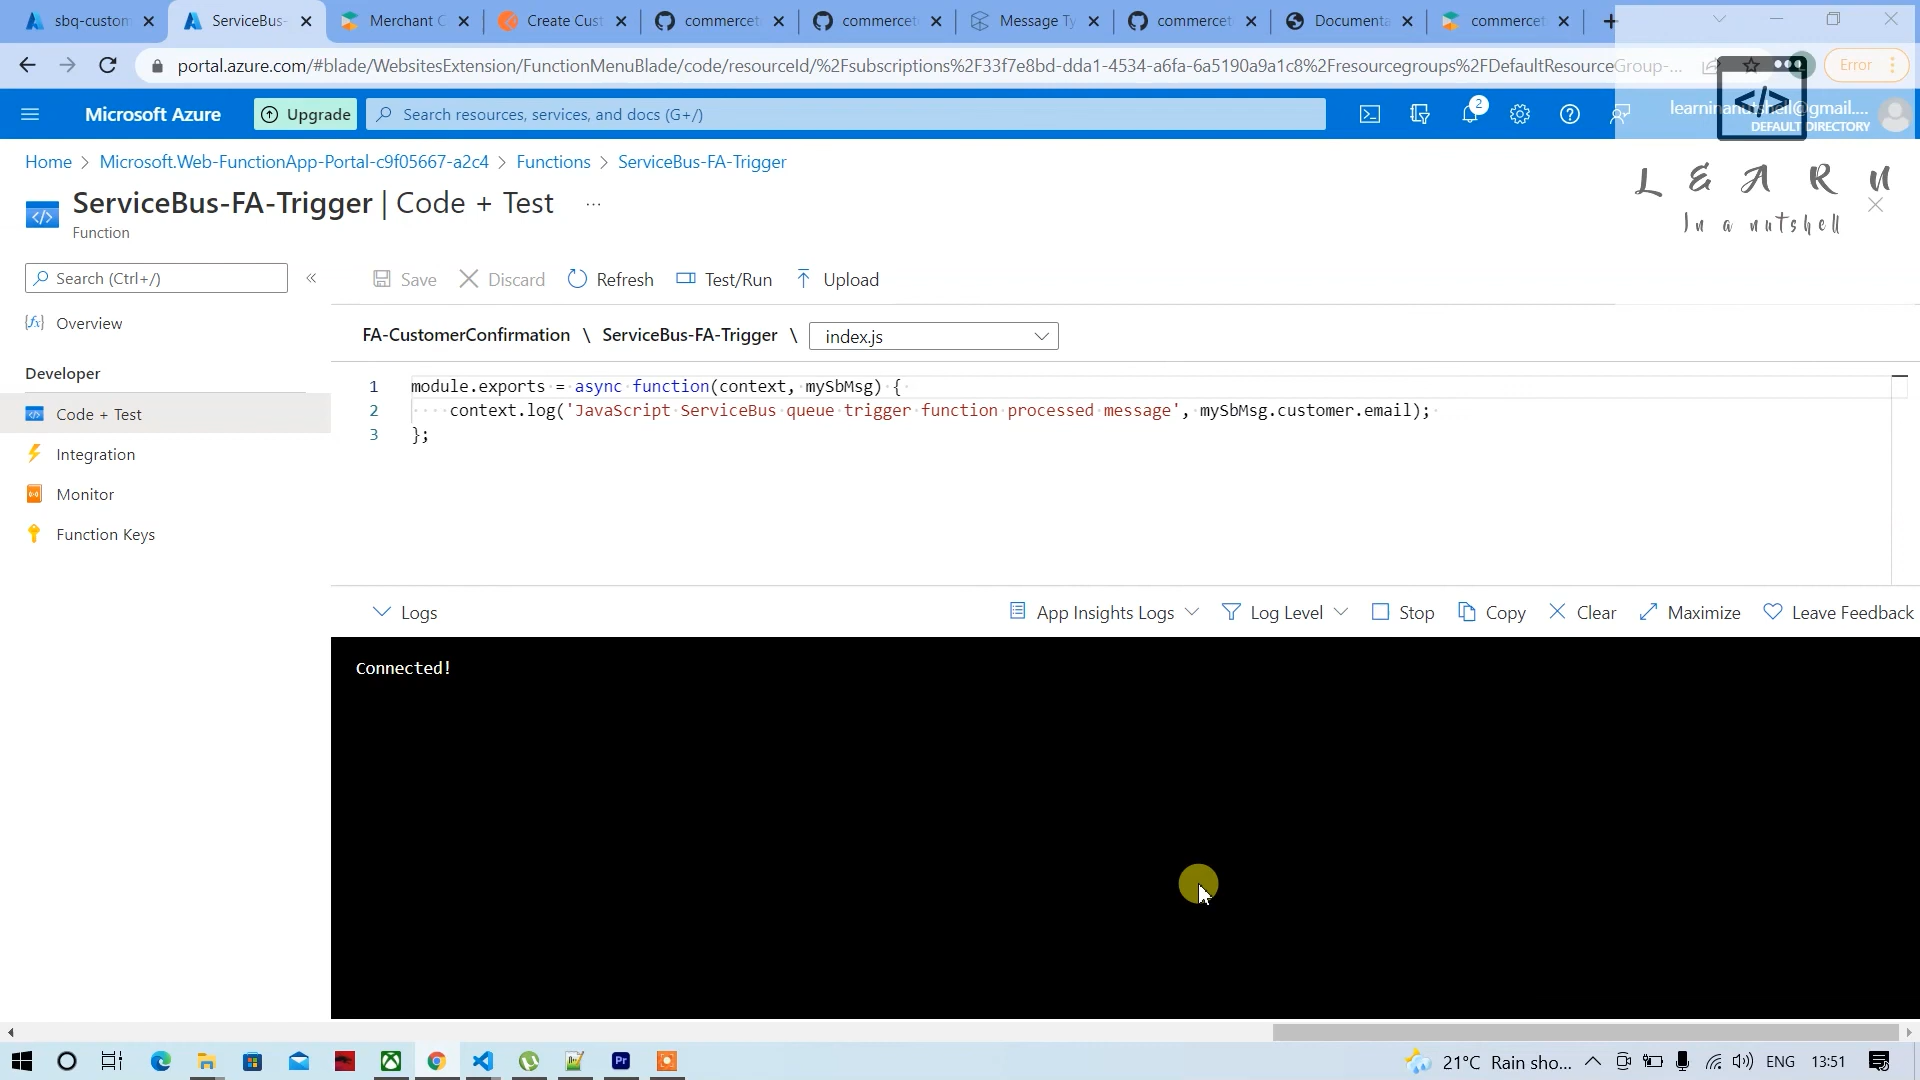 sbq-custom
ServiceBus-
Merchant C
Create Cust
commercet
commercet
Message Ty
commercet
Documenta
commercet
portal.azure.com/#blade/WebsitesExtension/FunctionMenuBlade/code/resourceId/%2Fsubscriptions%2F33f7e8bd-dda1-4534-a6fa-6a5190a9a1c8%2Fresourcegroups%2FDefaultResourceGroup-...
Error
Microsoft Azure
Upgrade
Search resources, services, and docs (G+/)
2
learninanutshell@gmail....
DEFAULT DIRECTORY
Home > Microsoft.Web-FunctionApp-Portal-c9f05667-a2c4 > Functions > ServiceBus-FA-Trigger
LEARN
In a nutshell
ServiceBus-FA-Trigger | Code + Test ...
Function
Search (Ctrl+/)
«
Save
Discard
Refresh
Test/Run
Upload
Overview
Developer
Code + Test
Integration
Monitor
Function Keys
FA-CustomerConfirmation \ ServiceBus-FA-Trigger \ index.js
1 module.exports = async function(context, mySbMsg) {
2 context.log('JavaScript ServiceBus queue trigger function processed message', mySbMsg.customer.email);
3 };
Logs
App Insights Logs
Log Level
Stop
Copy
Clear
Maximize
Leave Feedback
Connected!
21°C Rain sho...
ENG
13:51